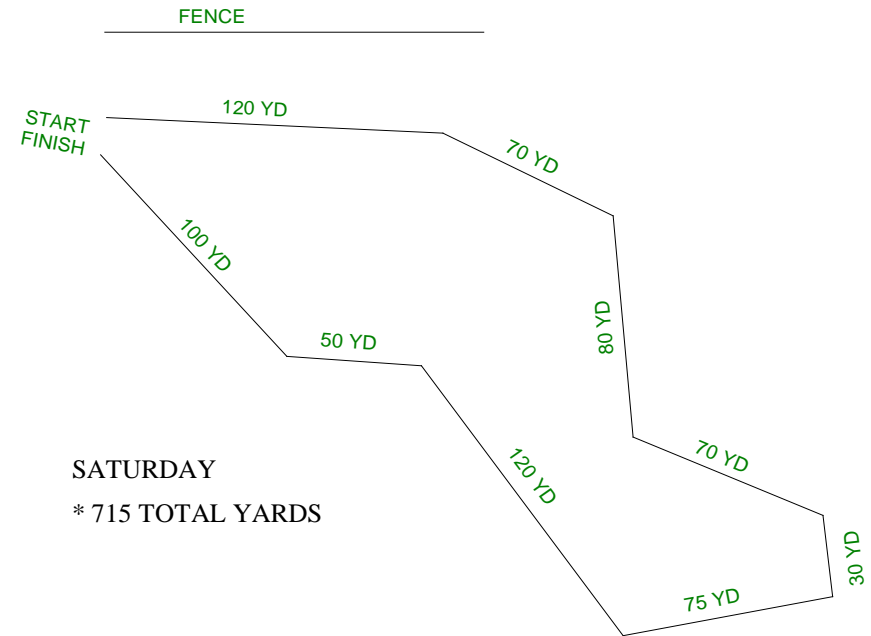 FENCE
120 YD
START
FINISH
70 YD
100 YD
80 YD
50 YD
70 YD
120 YD
SATURDAY
* 715 TOTAL YARDS
30 YD
75 YD